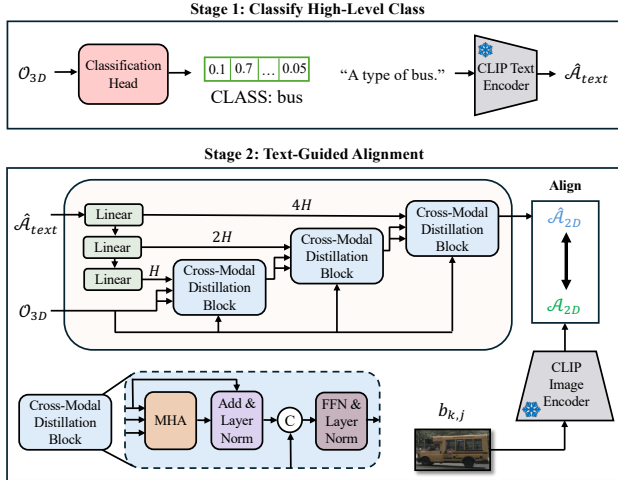 Stage 1: Classify High-Level Class
𝒪₃D
Classification
Head
0.1 0.7 … 0.05
CLASS: bus
“A type of bus.”
CLIP Text
Encoder
𝒜̂text
Stage 2: Text-Guided Alignment
𝒜̂text
Linear
4H
Cross-Modal
Distillation
Block
Linear
2H
Cross-Modal
Distillation
Block
Linear
H
Cross-Modal
Distillation
Block
𝒪₃D
Align
𝒜̂₂D
𝒜₂D
Cross-Modal
Distillation
Block
MHA
Add &
Layer
Norm
C
FFN &
Layer
Norm
CLIP
Image
Encoder
b k,j